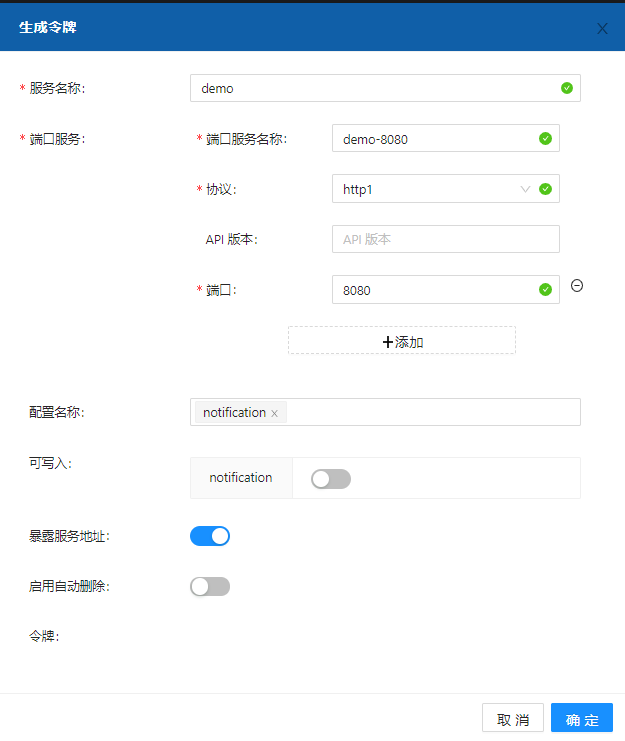 生成令牌
* 服务名称: demo
* 端口服务: * 端口服务名称: demo-8080
* 协议: http1
API 版本: API 版本
* 端口: 8080
+添加
配置名称: notification x
可写入: notification
暴露服务地址:
启用自动删除:
令牌:
取 消 确 定